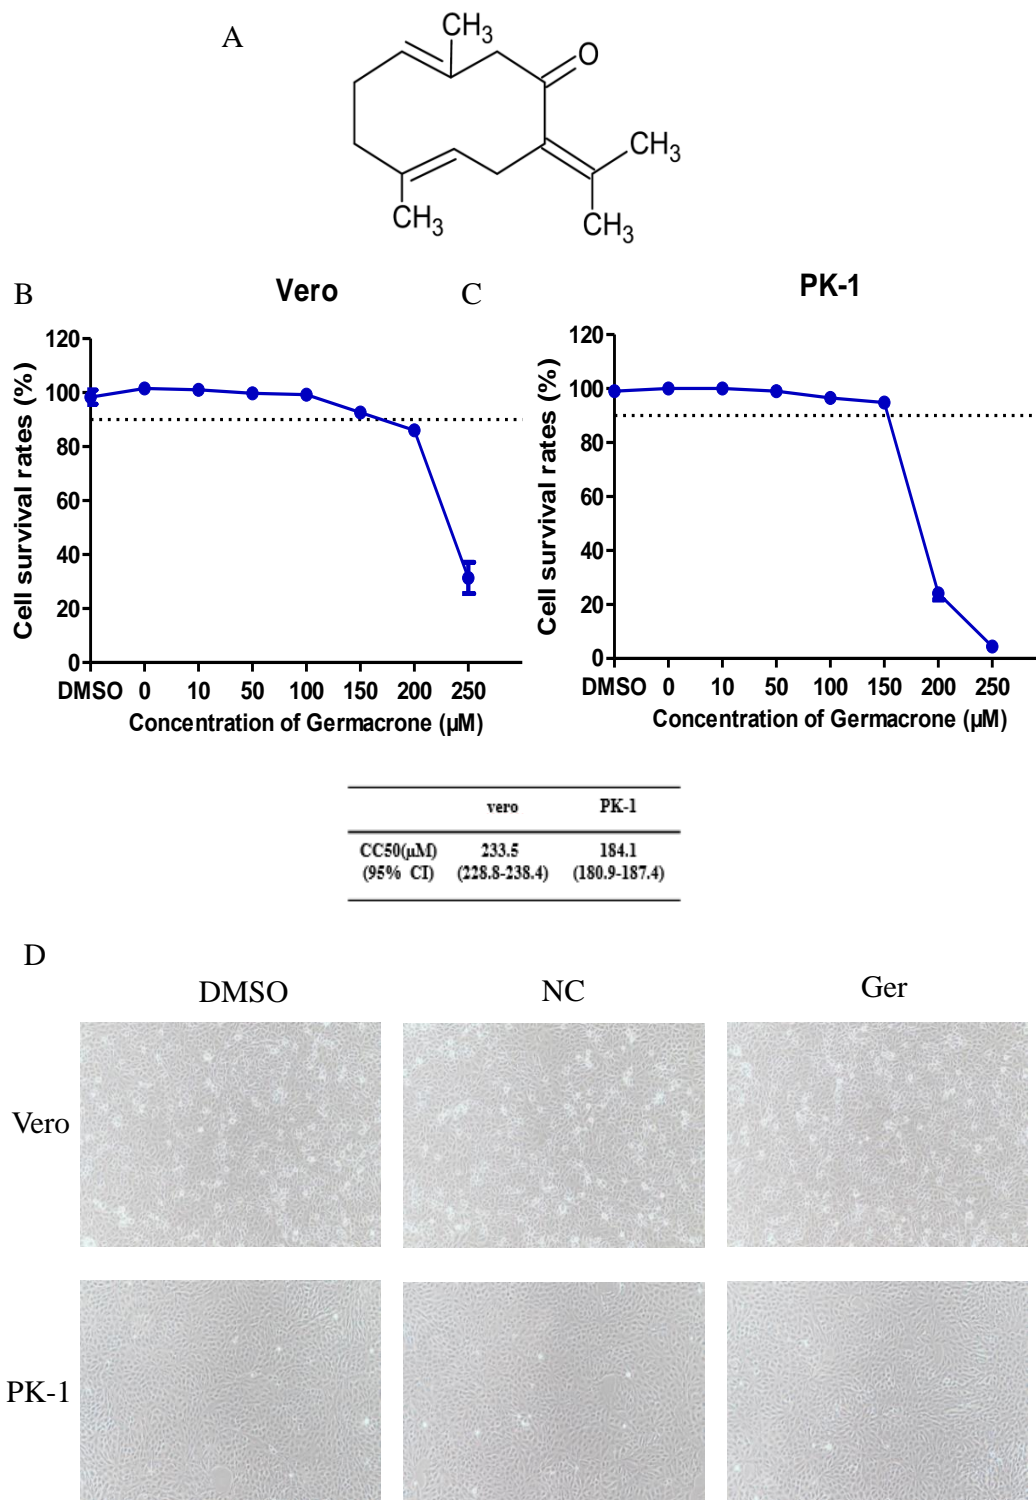 A
CH3
O
CH3
CH3
CH3
B
Vero
C
PK-1
Cell survival rates (%)
120
100
80
60
40
20
0
DMSO 0 10 50 100 150 200 250
Concentration of Germacrone (μM)
Cell survival rates (%)
120
100
80
60
40
20
0
DMSO 0 10 50 100 150 200 250
Concentration of Germacrone (μM)
vero PK-1
CC50(μM) 233.5 184.1
(95% CI) (228.8-238.4) (180.9-187.4)
D
DMSO NC Ger
Vero
PK-1